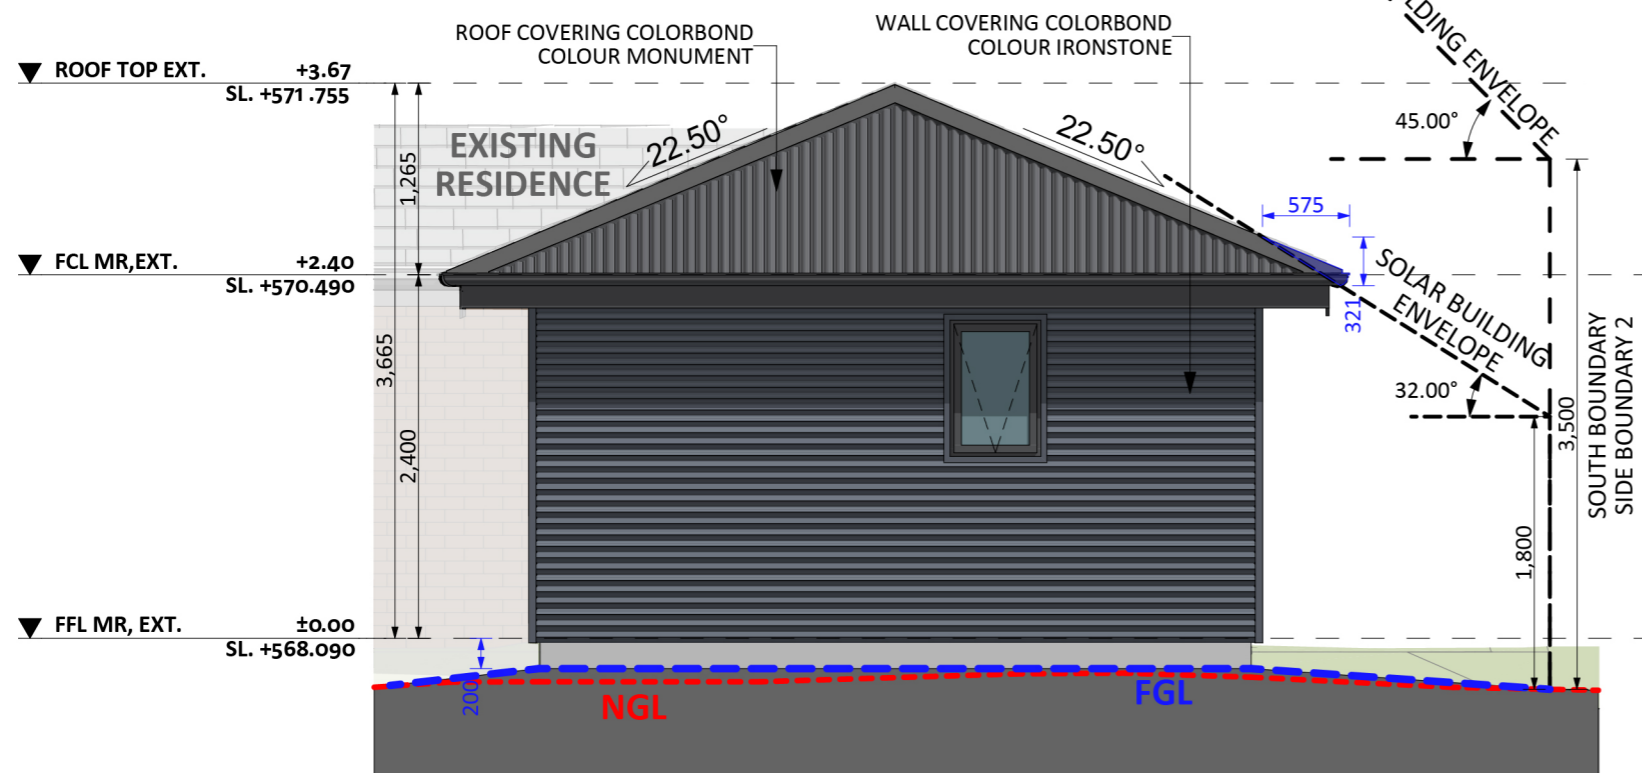 ROOF COVERING COLORBOND
COLOUR MONUMENT
WALL COVERING COLORBOND
COLOUR IRONSTONE
ROOF TOP EXT. +3.67
SL. +571.755
ENVELOPE
45.00°
EXISTING
RESIDENCE
22.50°
22.50°
1,265
575
FCL MR,EXT. +2.40
SL. +570.490
321
SOLAR BUILDING
ENVELOPE
32.00°
3,665
2,400
3,500
1,800
SOUTH BOUNDARY
SIDE BOUNDARY 2
FFL MR, EXT. ±0.00
SL. +568.090
200
NGL
FGL